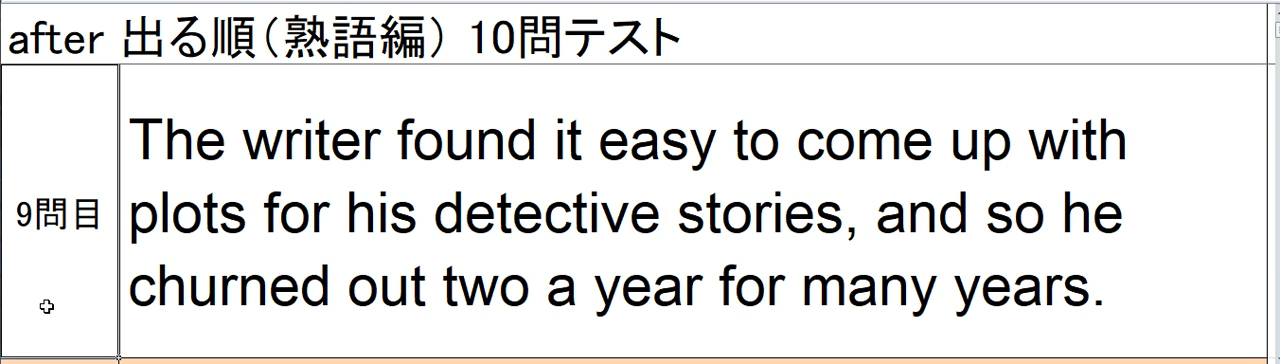 after 出る順（熟語編） 10問テスト
9問目
The writer found it easy to come up with
plots for his detective stories, and so he
churned out two a year for many years.